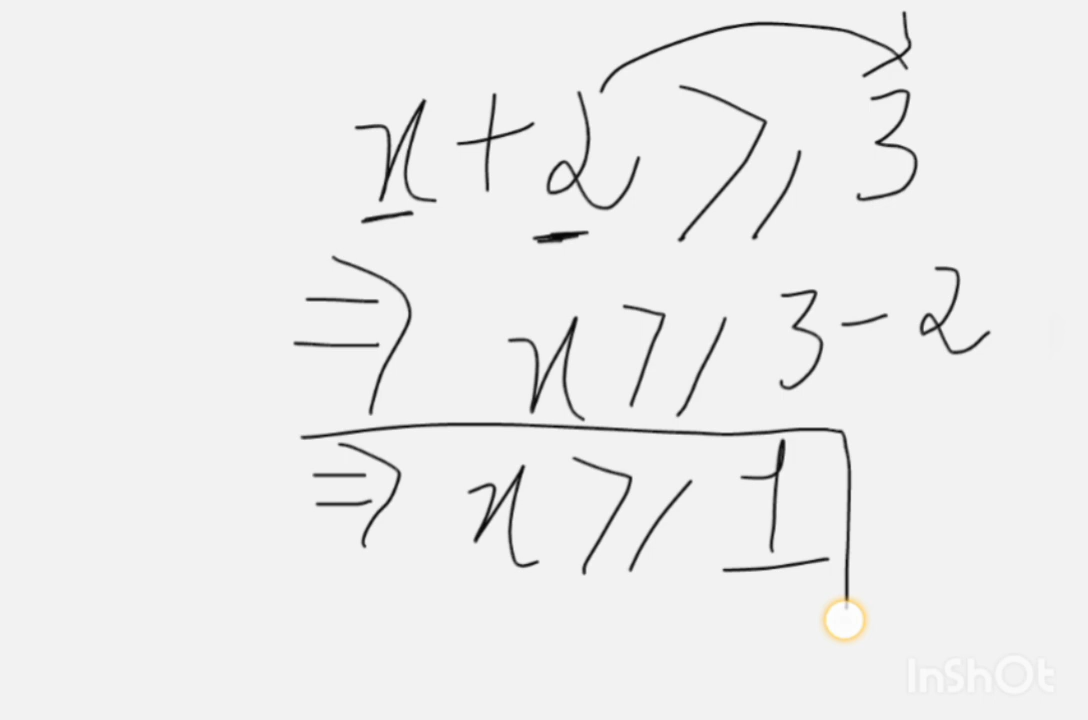 x + 2 ⩾ 3
⇒ x ⩾ 3 - 2
⇒ x ⩾ 1
InShOt